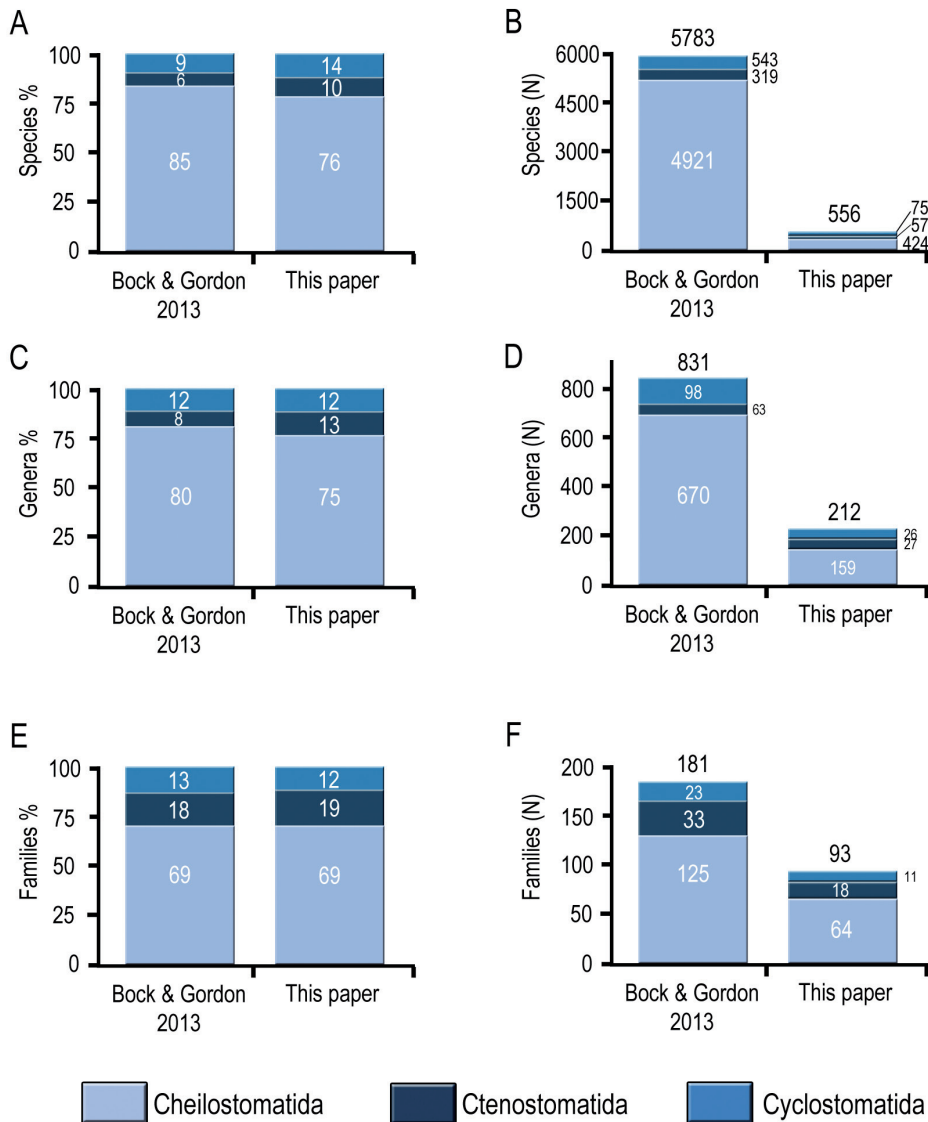 A
Species %
100
75
50
25
0
9
6
85
14
10
76
Bock & Gordon
2013
This paper
B
Species (N)
6000
4500
3000
1500
0
5783
543
319
4921
556
75
57
424
Bock & Gordon
2013
This paper
C
Genera %
100
75
50
25
0
12
8
80
12
13
75
Bock & Gordon
2013
This paper
D
Genera (N)
800
600
400
200
0
831
98
63
670
212
26
27
159
Bock & Gordon
2013
This paper
E
Families %
100
75
50
25
0
13
18
69
12
19
69
Bock & Gordon
2013
This paper
F
Families (N)
200
150
100
50
0
181
23
33
125
93
11
18
64
Bock & Gordon
2013
This paper
Cheilostomatida
Ctenostomatida
Cyclostomatida